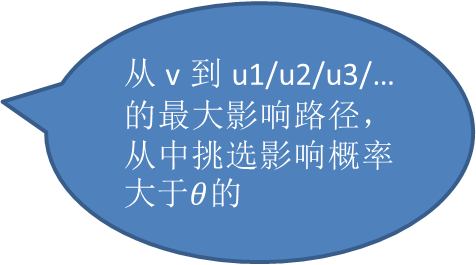 从 v 到 u1/u2/u3/…
的最大影响路径，
从中挑选影响概率
大于𝜃的